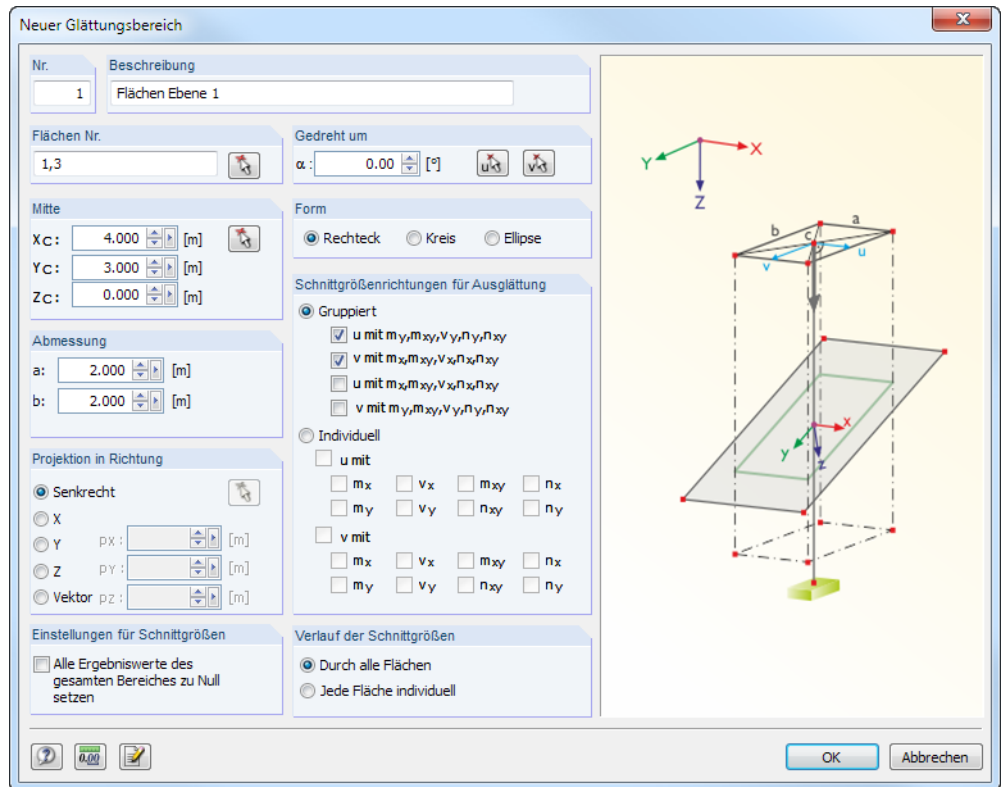 Neuer Glättungsbereich
Nr.
1
Beschreibung
Flächen Ebene 1
Flächen Nr.
1,3
Gedreht um
α : 0.00 [°]
u
v
Mitte
XC: 4.000 [m]
YC: 3.000 [m]
ZC: 0.000 [m]
Form
Rechteck Kreis Ellipse
Abmessung
a: 2.000 [m]
b: 2.000 [m]
Schnittgrößenrichtungen für Ausglättung
Gruppiert
u mit my,mxy,vy,ny,nxy
v mit mx,mxy,vx,nx,nxy
u mit mx,mxy,vx,nx,nxy
v mit my,mxy,vy,ny,nxy
Individuell
u mit
mx vx mxy nx
my vy nxy ny
v mit
mx vx mxy nx
my vy nxy ny
Projektion in Richtung
Senkrecht
X
Y
Z
Vektor
pX : [m]
pY : [m]
pZ : [m]
Einstellungen für Schnittgrößen
Alle Ergebniswerte des
gesamten Bereiches zu Null
setzen
Verlauf der Schnittgrößen
Durch alle Flächen
Jede Fläche individuell
X
Y
Z
a
b
c
u
v
x
y
z
0.00
OK
Abbrechen